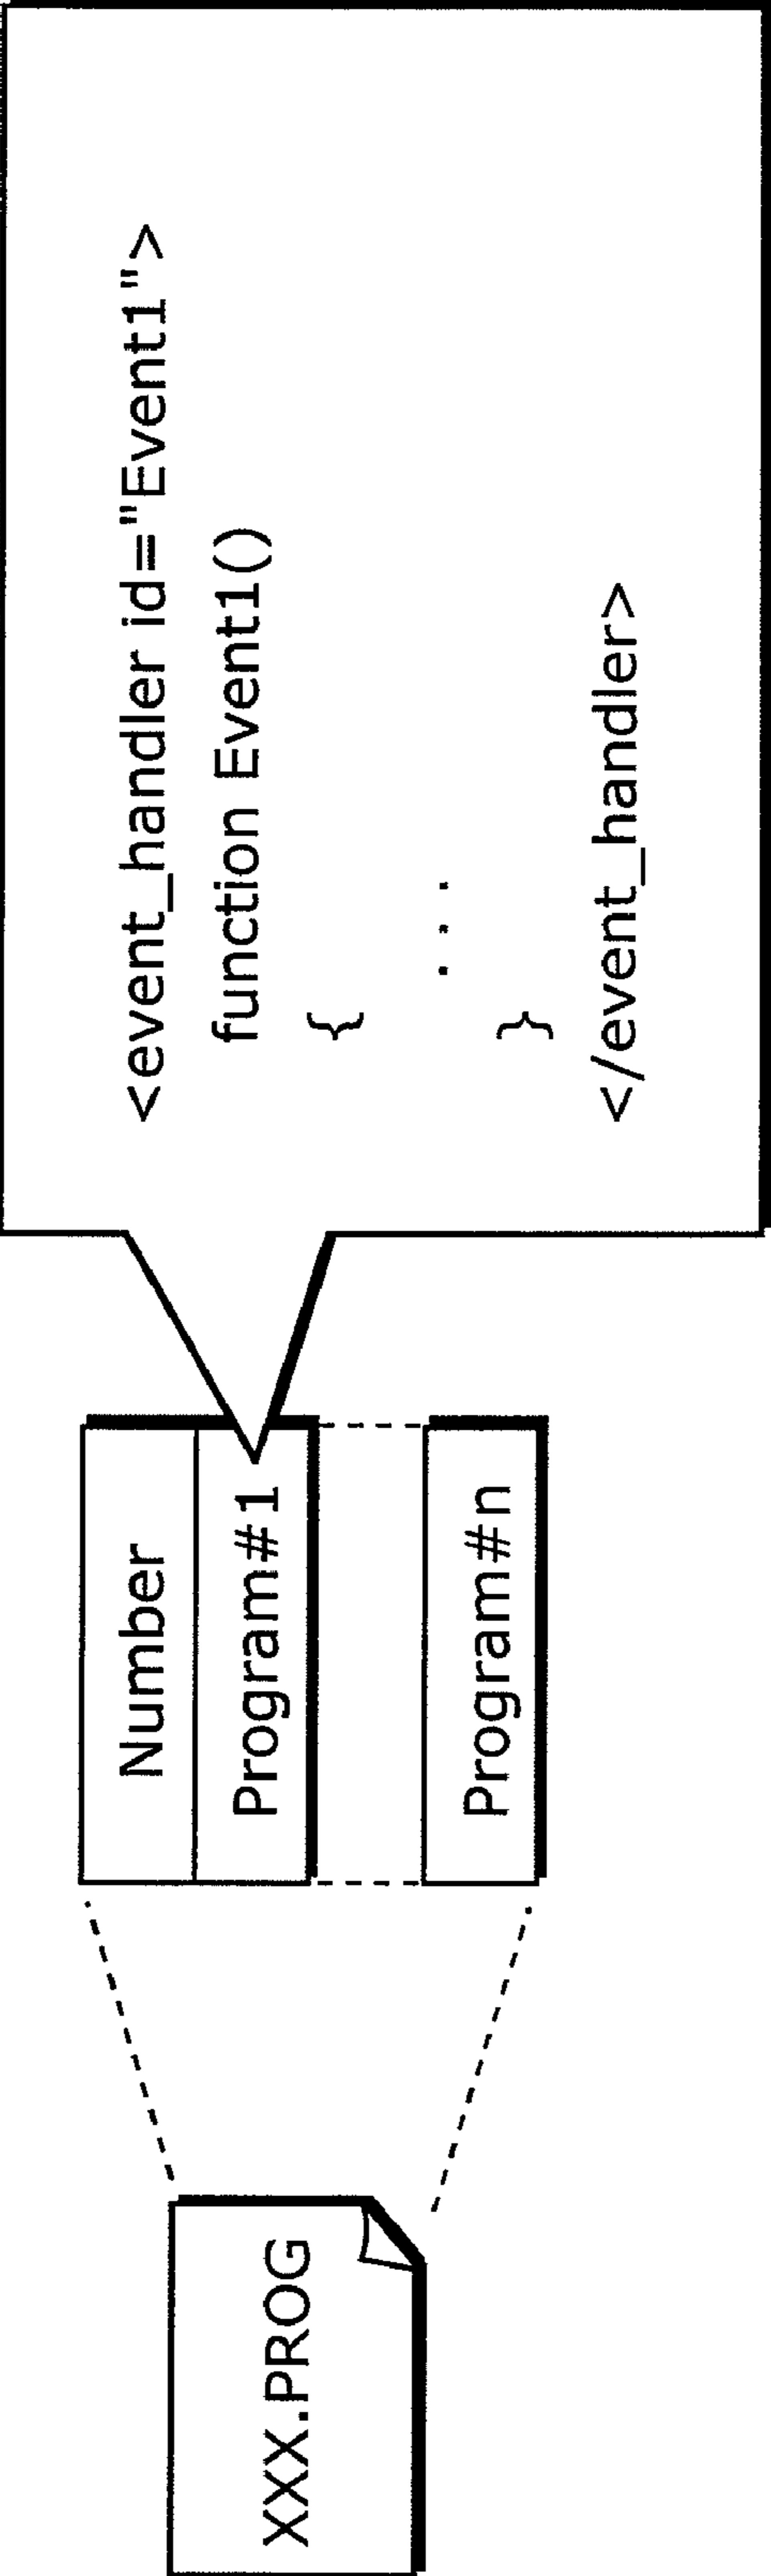 XXX.PROG
Number
Program#1
Program#n
<event_handler id="Event1">
function Event1()
{
...
}
</event_handler>